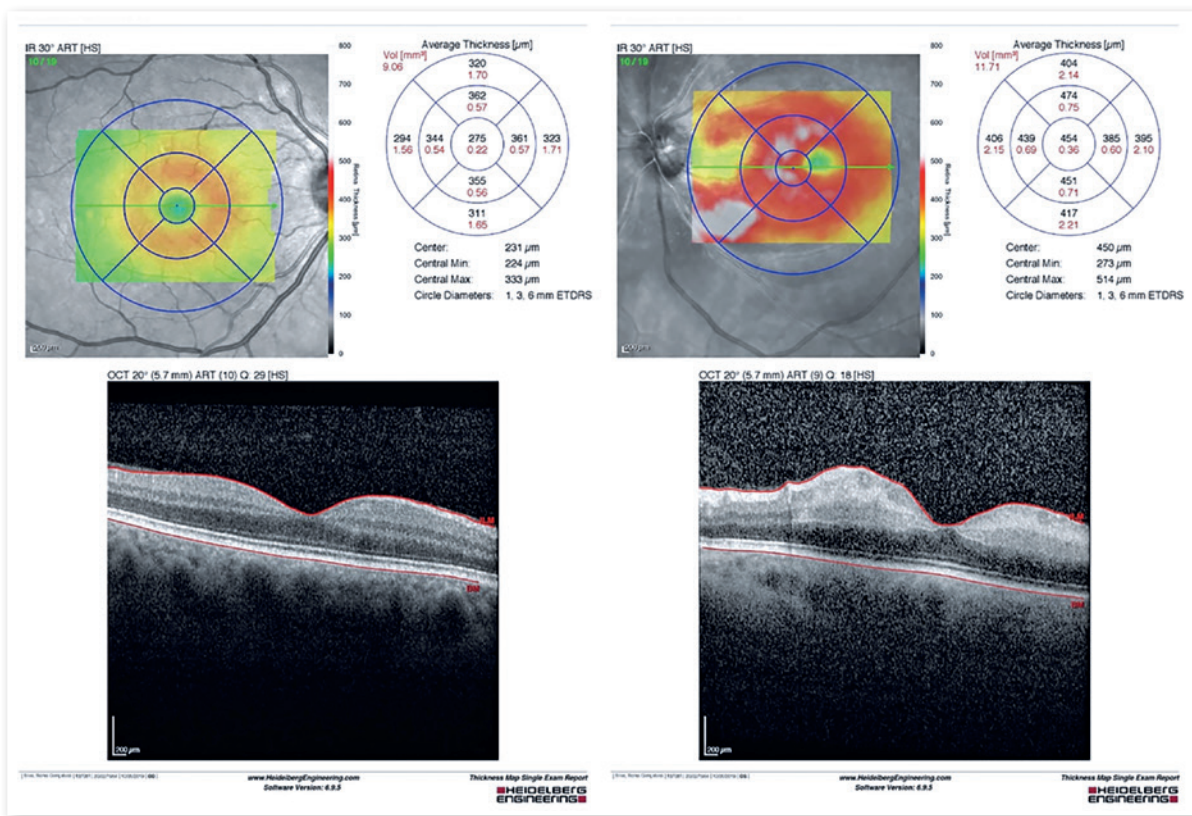 IR 30° ART [HS]
10/19
800
700
600
500
400
300
200
100
0
Retina Thickness [µm]
200 µm
Average Thickness [µm]
Vol [mm³]
9.06
320
1.70
362
0.57
294 344 275 361 323
1.56 0.54 0.22 0.57 1.71
355
0.56
311
1.65
Center: 231 µm
Central Min: 224 µm
Central Max: 333 µm
Circle Diameters: 1, 3, 6 mm ETDRS
OCT 20° (5.7 mm) ART (10) Q: 29 [HS]
ILM
BM
200 µm
www.HeidelbergEngineering.com
Software Version: 6.9.5
Thickness Map Single Exam Report
HEIDELBERG
ENGINEERING
IR 30° ART [HS]
10/19
800
700
600
500
400
300
200
100
0
Retina Thickness [µm]
200 µm
Average Thickness [µm]
Vol [mm³]
11.71
404
2.14
474
0.75
406 439 454 385 395
2.15 0.69 0.36 0.60 2.10
451
0.71
417
2.21
Center: 450 µm
Central Min: 273 µm
Central Max: 514 µm
Circle Diameters: 1, 3, 6 mm ETDRS
OCT 20° (5.7 mm) ART (9) Q: 18 [HS]
ILM
BM
200 µm
www.HeidelbergEngineering.com
Software Version: 6.9.5
Thickness Map Single Exam Report
HEIDELBERG
ENGINEERING